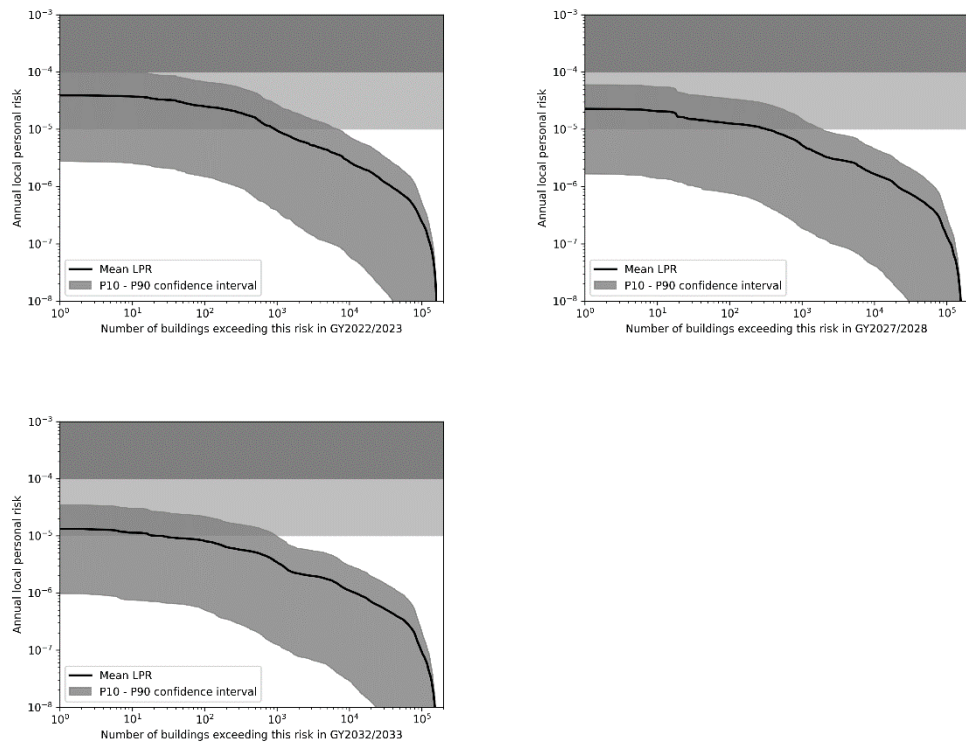 10⁻³
10⁻⁴
10⁻⁵
10⁻⁶
10⁻⁷
10⁻⁸
Annual local personal risk
Mean LPR
P10 - P90 confidence interval
10⁰ 10¹ 10² 10³ 10⁴ 10⁵
Number of buildings exceeding this risk in GY2022/2023
10⁻³
10⁻⁴
10⁻⁵
10⁻⁶
10⁻⁷
10⁻⁸
Annual local personal risk
Mean LPR
P10 - P90 confidence interval
10⁰ 10¹ 10² 10³ 10⁴ 10⁵
Number of buildings exceeding this risk in GY2027/2028
10⁻³
10⁻⁴
10⁻⁵
10⁻⁶
10⁻⁷
10⁻⁸
Annual local personal risk
Mean LPR
P10 - P90 confidence interval
10⁰ 10¹ 10² 10³ 10⁴ 10⁵
Number of buildings exceeding this risk in GY2032/2033